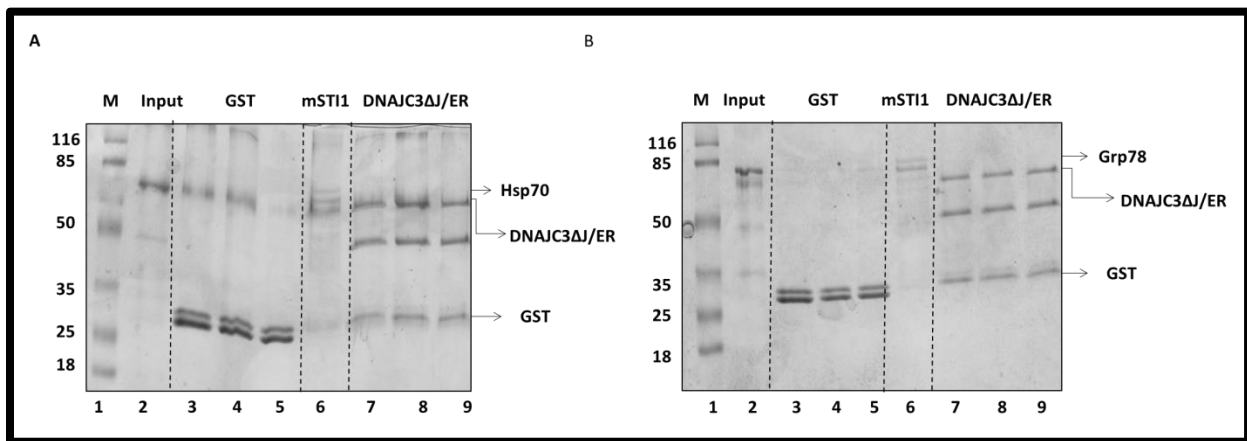 A
M Input GST mSTI1 DNAJC3ΔJ/ER
116
85
50
35
25
18
Hsp70
DNAJC3ΔJ/ER
GST
1 2 3 4 5 6 7 8 9
B
M Input GST mSTI1 DNAJC3ΔJ/ER
116
85
50
35
25
18
Grp78
DNAJC3ΔJ/ER
GST
1 2 3 4 5 6 7 8 9